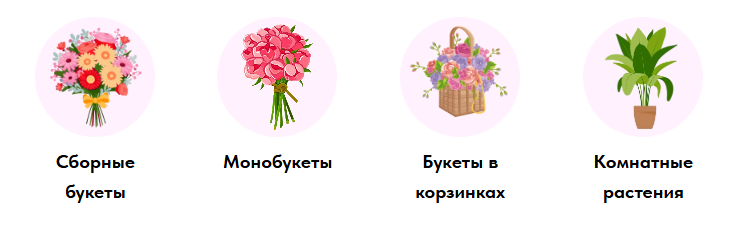 Сборные
букеты
Монобукеты
Букеты в
корзинках
Комнатные
растения